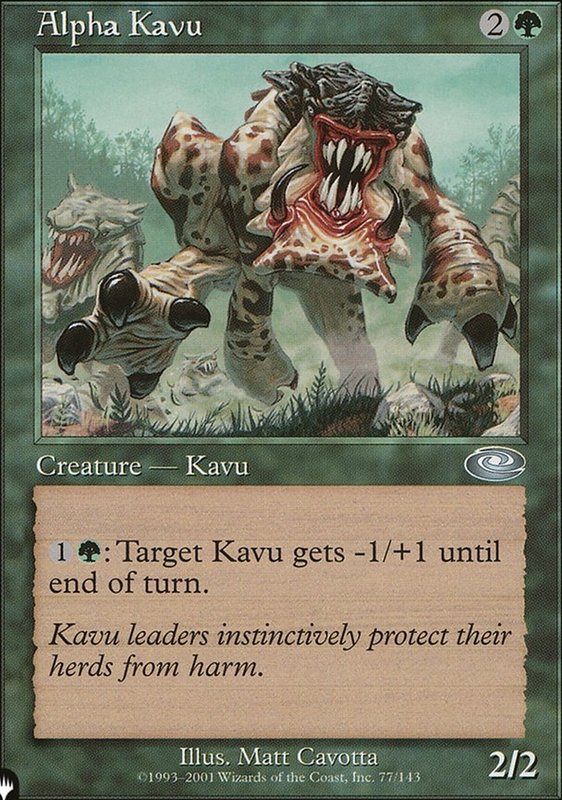 Alpha Kavu 2
Creature — Kavu
1 : Target Kavu gets -1/+1 until
end of turn.
Kavu leaders instinctively protect their
herds from harm.
Illus. Matt Cavotta
©1993–2001 Wizards of the Coast, Inc. 77/143
2/2